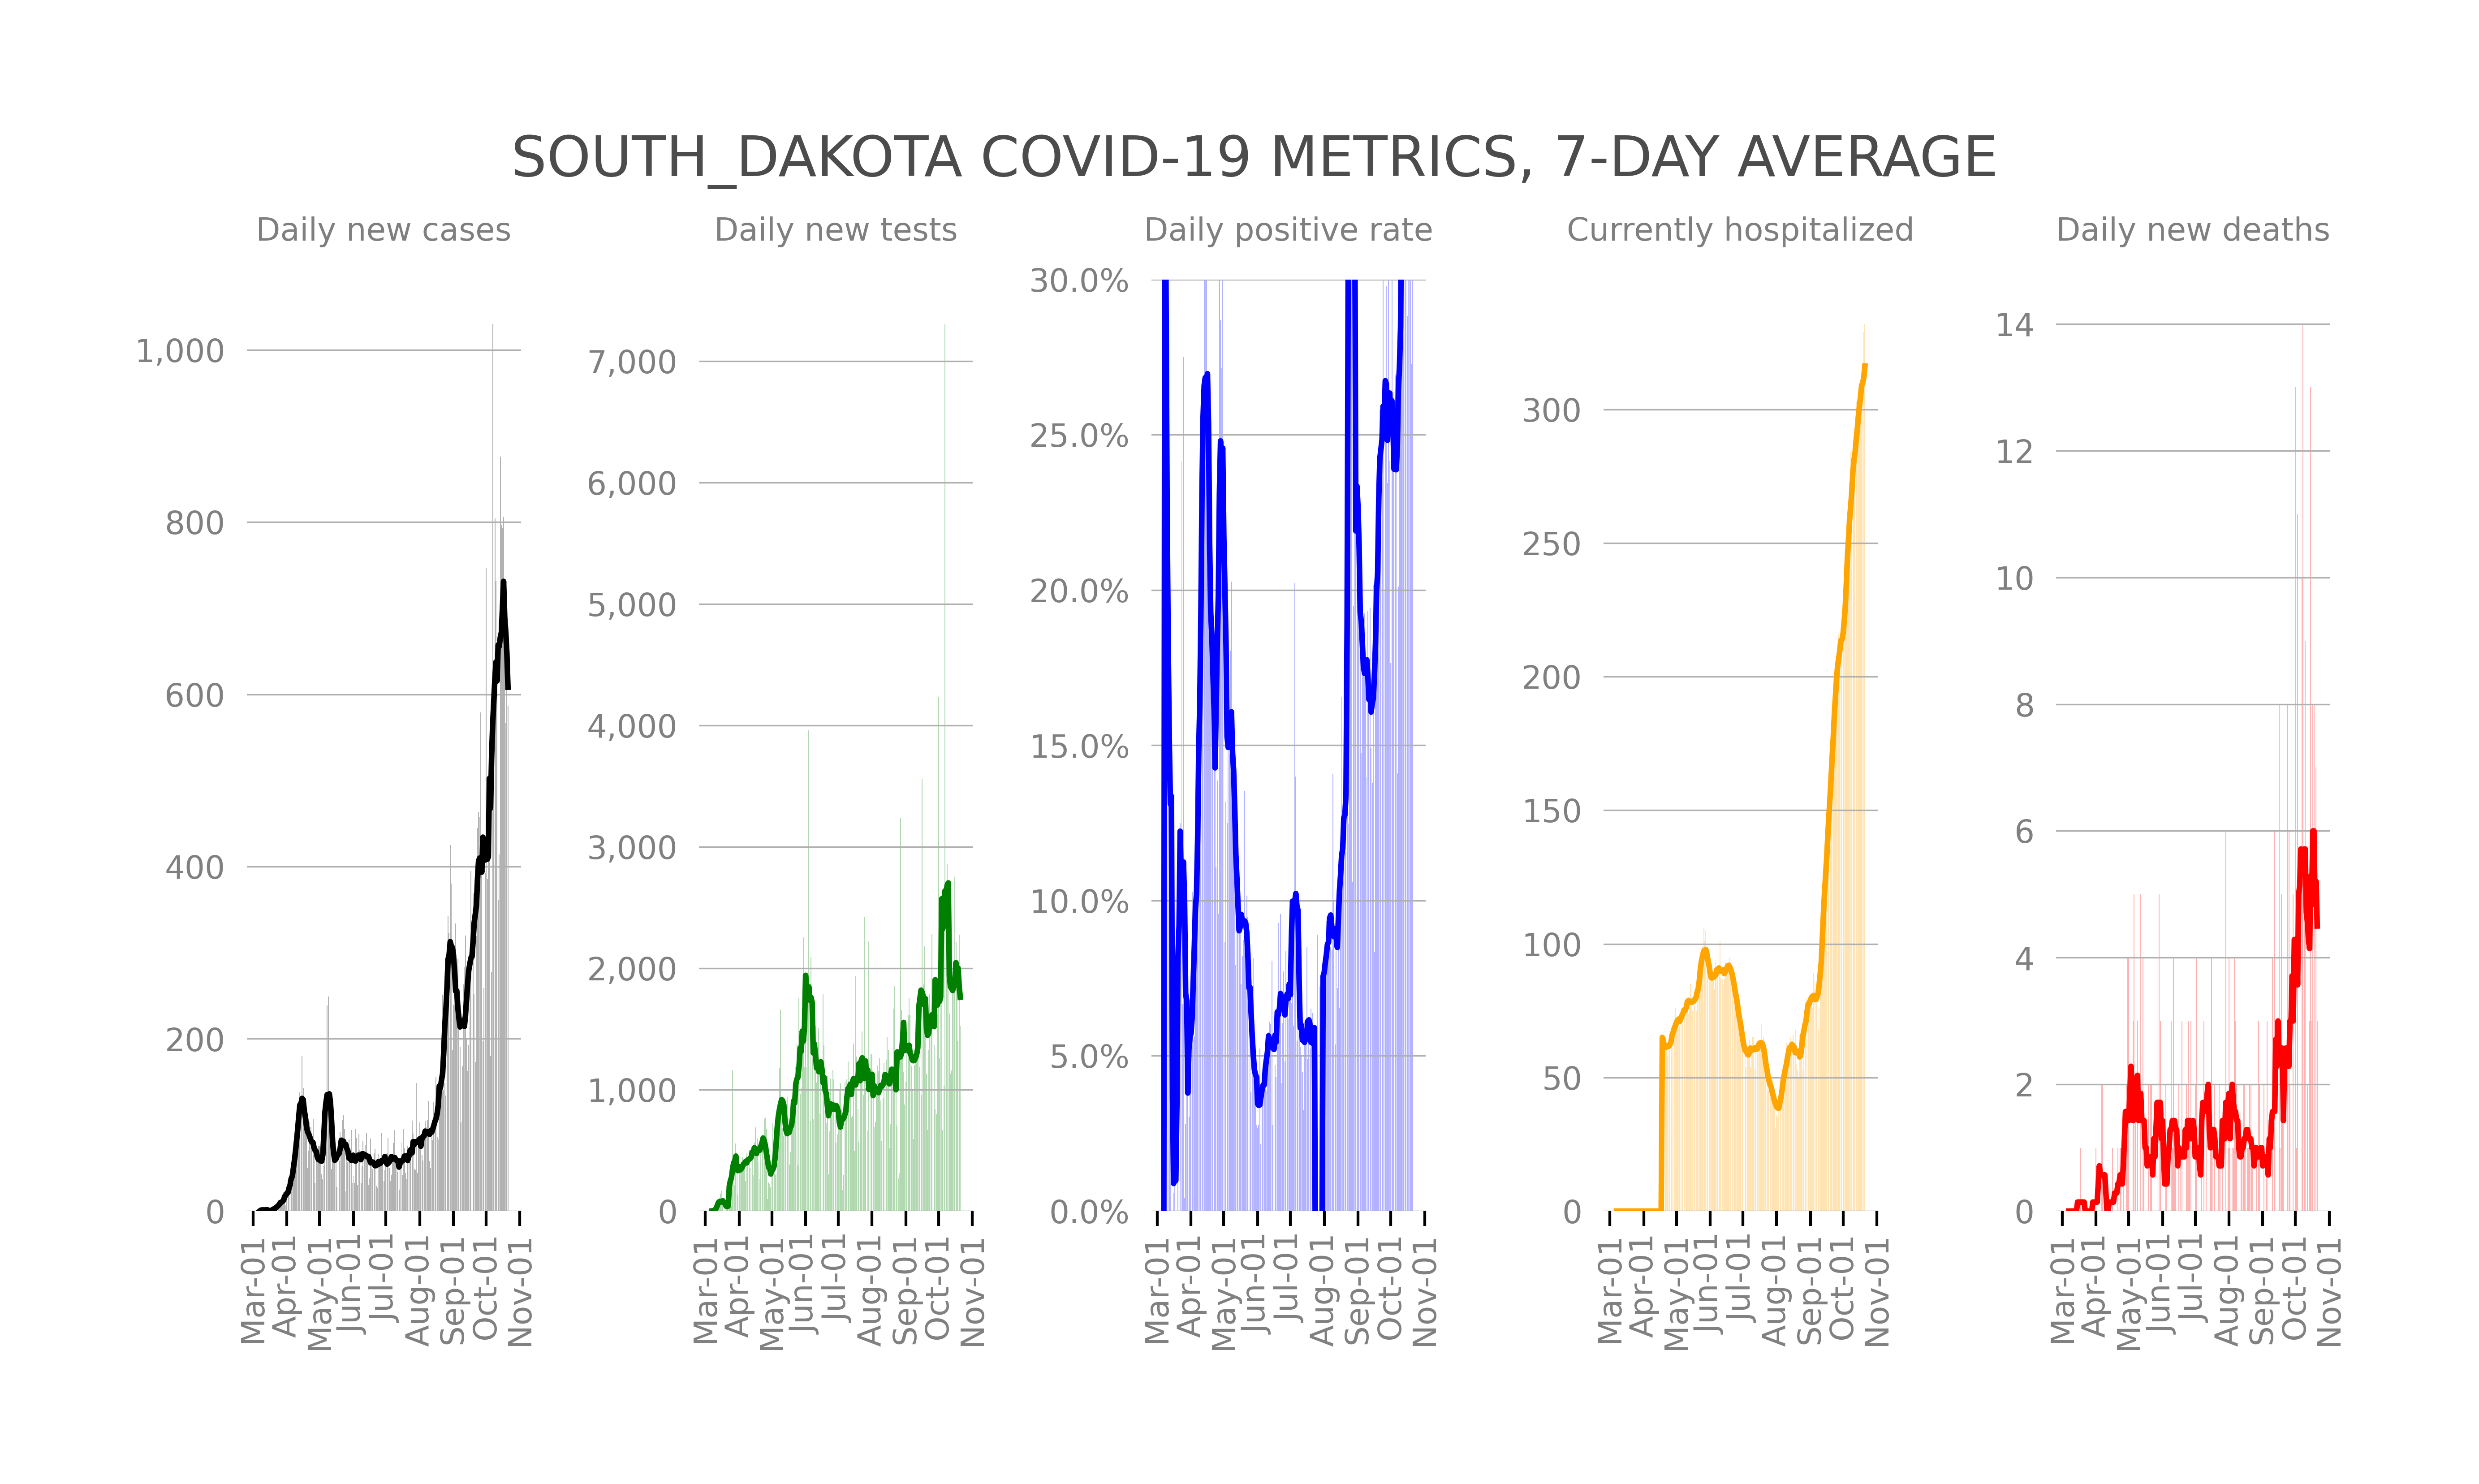 SOUTH_DAKOTA COVID-19 METRICS, 7-DAY AVERAGE
Daily new cases
1,000
800
600
400
200
0
Mar-01
Apr-01
May-01
Jun-01
Jul-01
Aug-01
Sep-01
Oct-01
Nov-01
Daily new tests
7,000
6,000
5,000
4,000
3,000
2,000
1,000
0
Mar-01
Apr-01
May-01
Jun-01
Jul-01
Aug-01
Sep-01
Oct-01
Nov-01
Daily positive rate
30.0%
25.0%
20.0%
15.0%
10.0%
5.0%
0.0%
Mar-01
Apr-01
May-01
Jun-01
Jul-01
Aug-01
Sep-01
Oct-01
Nov-01
Currently hospitalized
300
250
200
150
100
50
0
Mar-01
Apr-01
May-01
Jun-01
Jul-01
Aug-01
Sep-01
Oct-01
Nov-01
Daily new deaths
14
12
10
8
6
4
2
0
Mar-01
Apr-01
May-01
Jun-01
Jul-01
Aug-01
Sep-01
Oct-01
Nov-01